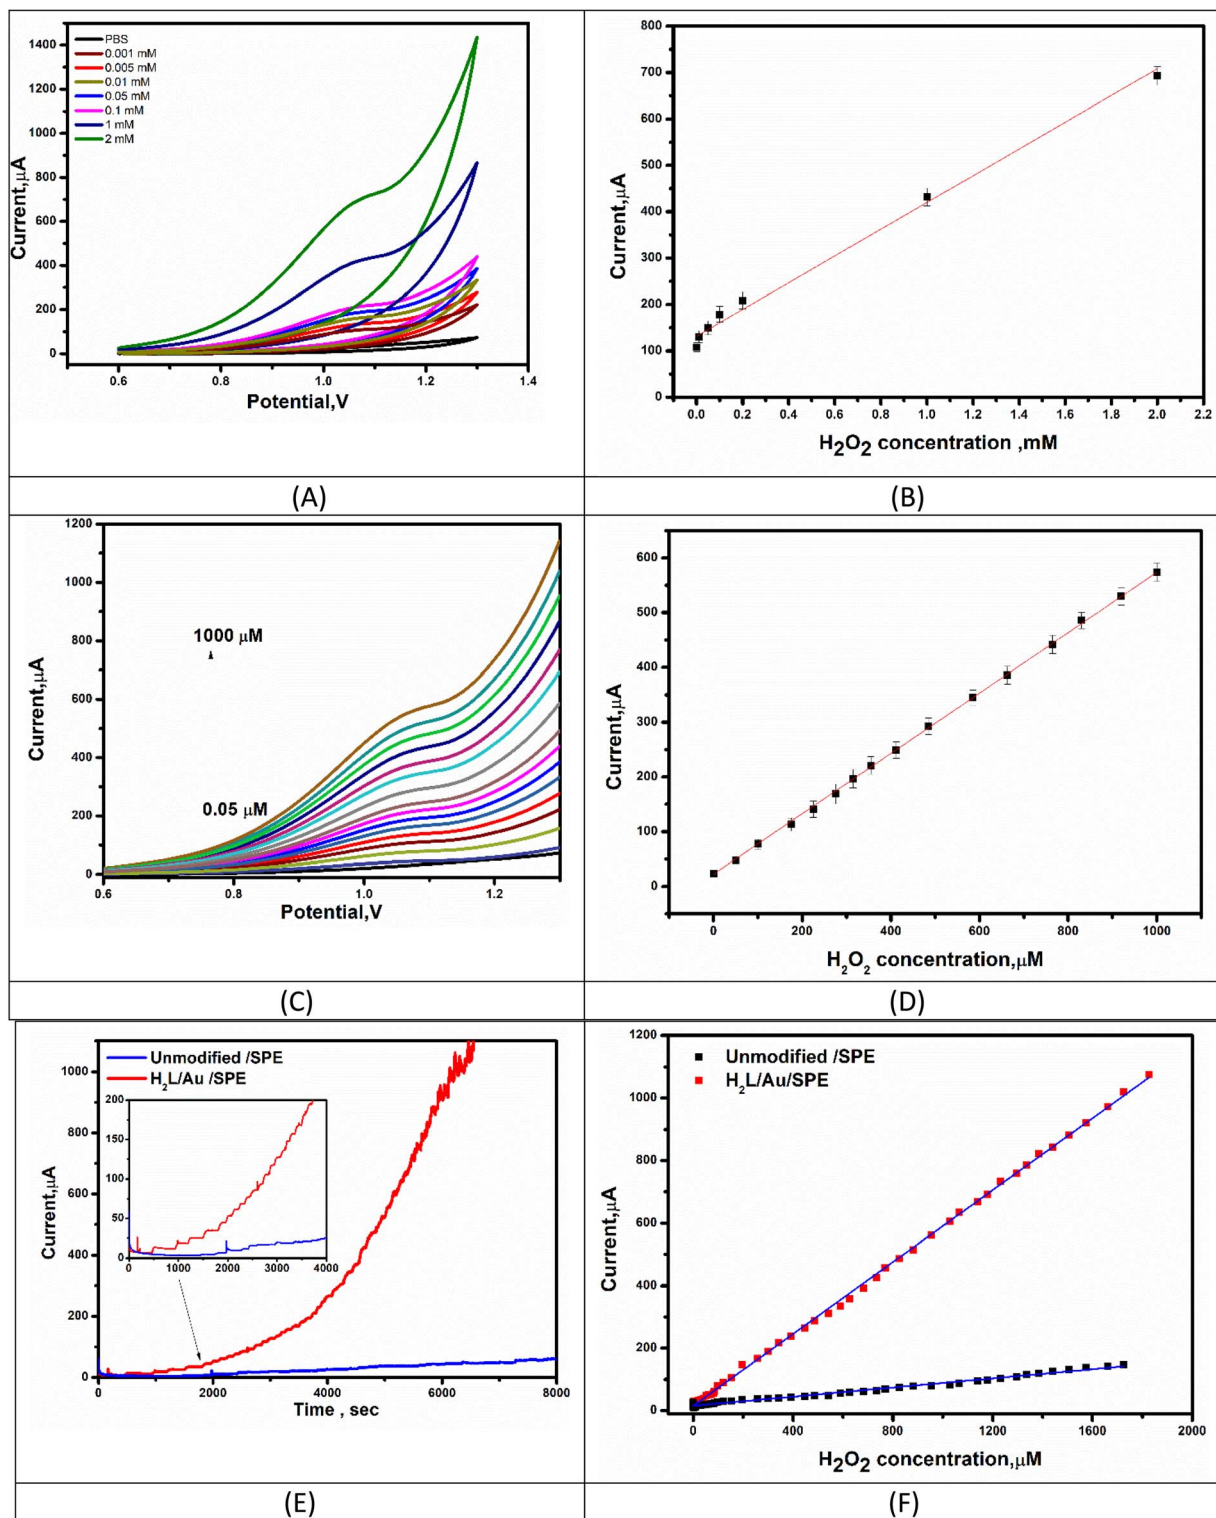 PBS
0.001 mM
0.005 mM
0.01 mM
0.05 mM
0.1 mM
1 mM
2 mM
1400
1200
1000
800
600
400
200
0
Current,μA
0.6 0.8 1.0 1.2 1.4
Potential,V
(A)
800
700
600
500
400
300
200
100
0
Current,μA
0.0 0.2 0.4 0.6 0.8 1.0 1.2 1.4 1.6 1.8 2.0 2.2
H2O2 concentration ,mM
(B)
1200
1000
800
600
400
200
0
Current,μA
1000 μM
0.05 μM
0.6 0.8 1.0 1.2
Potential,V
(C)
600
500
400
300
200
100
0
Current,μA
0 200 400 600 800 1000
H2O2 concentration,μM
(D)
Unmodified /SPE
H2L/Au /SPE
1000
800
600
400
200
0
Current,μA
200
150
100
50
0
0 1000 2000 3000 4000
0 2000 4000 6000 8000
Time , sec
(E)
Unmodified /SPE
H2L/Au/SPE
1200
1000
800
600
400
200
0
Current,μA
0 400 800 1200 1600 2000
H2O2 concentration,μM
(F)